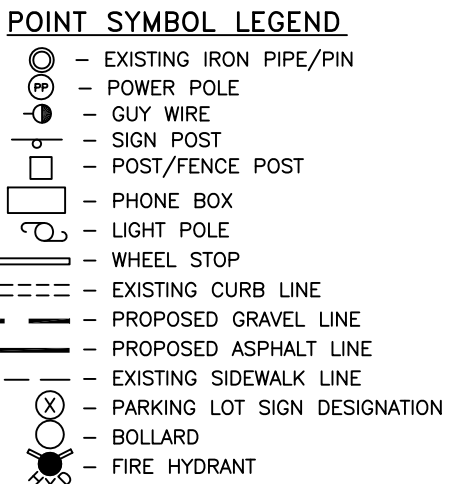 POINT SYMBOL LEGEND
– EXISTING IRON PIPE/PIN
PP – POWER POLE
– GUY WIRE
– SIGN POST
– POST/FENCE POST
– PHONE BOX
– LIGHT POLE
– WHEEL STOP
– EXISTING CURB LINE
– PROPOSED GRAVEL LINE
– PROPOSED ASPHALT LINE
– EXISTING SIDEWALK LINE
X – PARKING LOT SIGN DESIGNATION
– BOLLARD
– FIRE HYDRANT